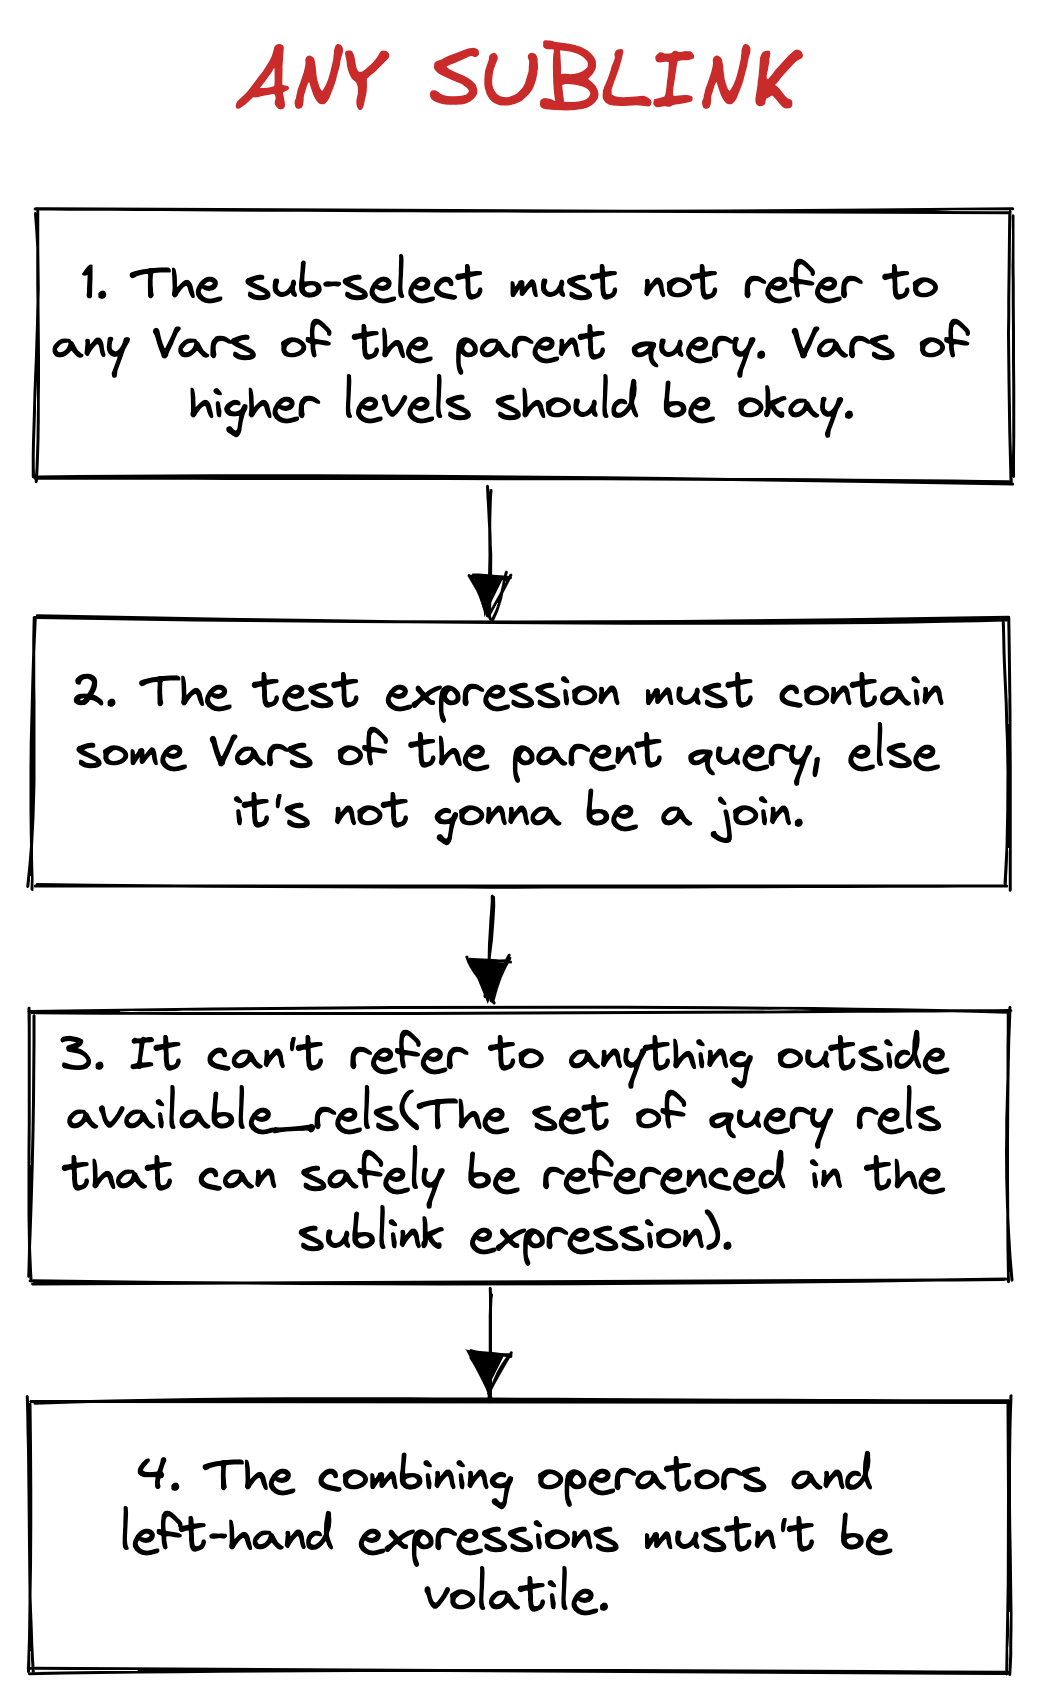 ANY SUBLINK
1. The sub-select must not refer to
any Vars of the parent query. Vars of
higher levels should be okay.
2. The test expression must contain
some Vars of the parent query, else
it's not gonna be a join.
3. It can't refer to anything outside
available_rels(The set of query rels
that can safely be referenced in the
sublink expression).
4. The combining operators and
left-hand expressions mustn't be
volatile.